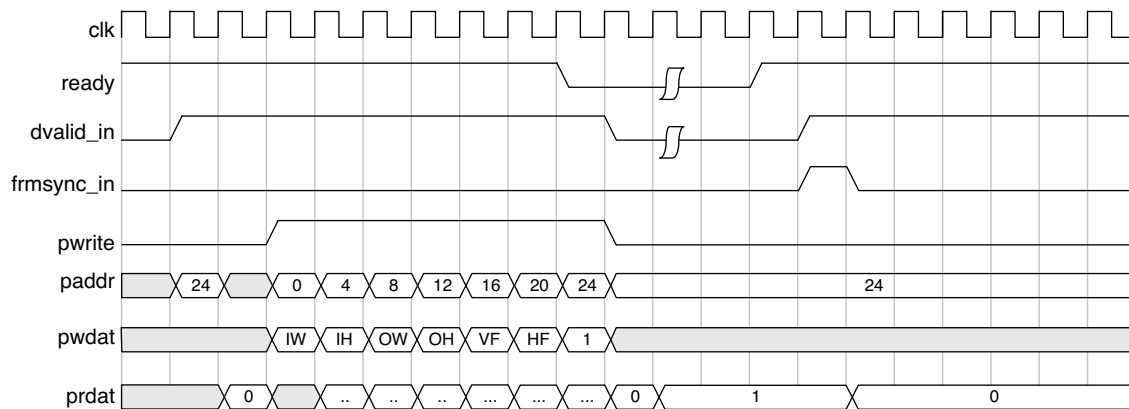 clk
ready
dvalid_in
frmsync_in
pwrite
paddr 24 0 4 8 12 16 20 24 24
pwdat IW IH OW OH VF HF 1
prdat 0 .. .. .. ... ... ... 0 1 0